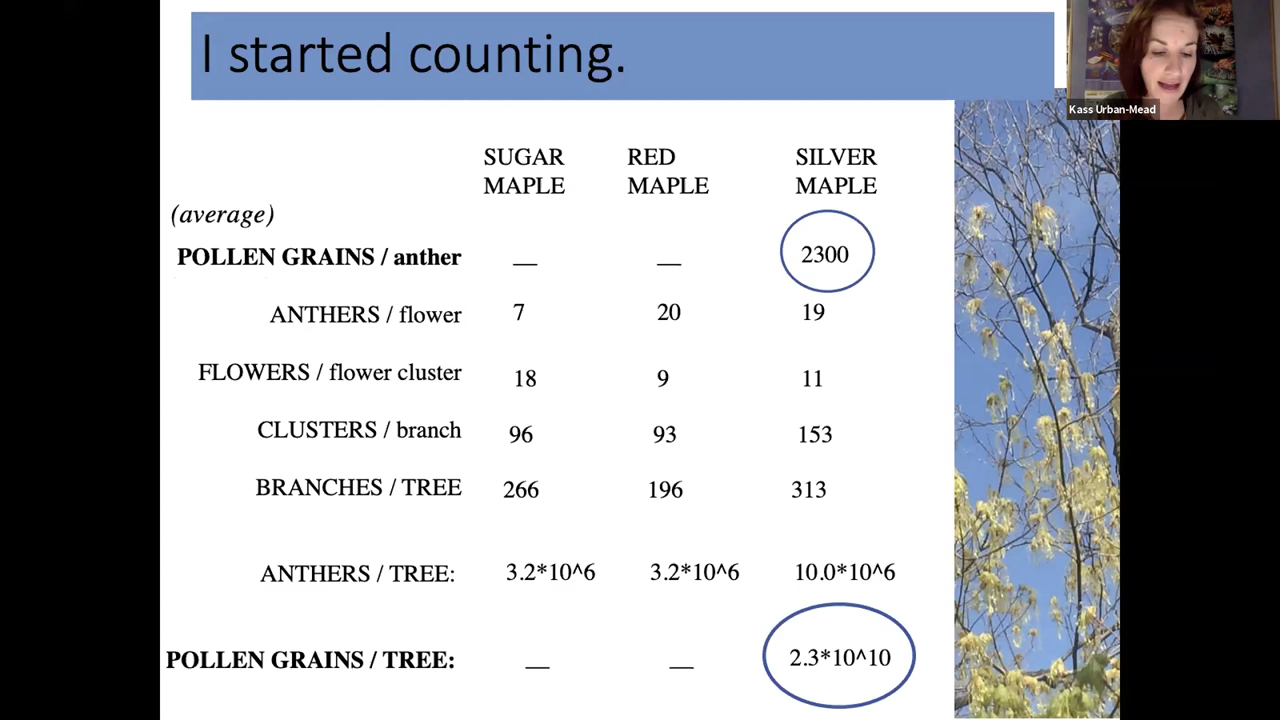 I started counting.
Kass Urban-Mead
SUGAR MAPLE
RED MAPLE
SILVER MAPLE
(average)
POLLEN GRAINS / anther __ __ 2300
ANTHERS / flower 7 20 19
FLOWERS / flower cluster 18 9 11
CLUSTERS / branch 96 93 153
BRANCHES / TREE 266 196 313
ANTHERS / TREE: 3.2*10^6 3.2*10^6 10.0*10^6
POLLEN GRAINS / TREE: __ __ 2.3*10^10